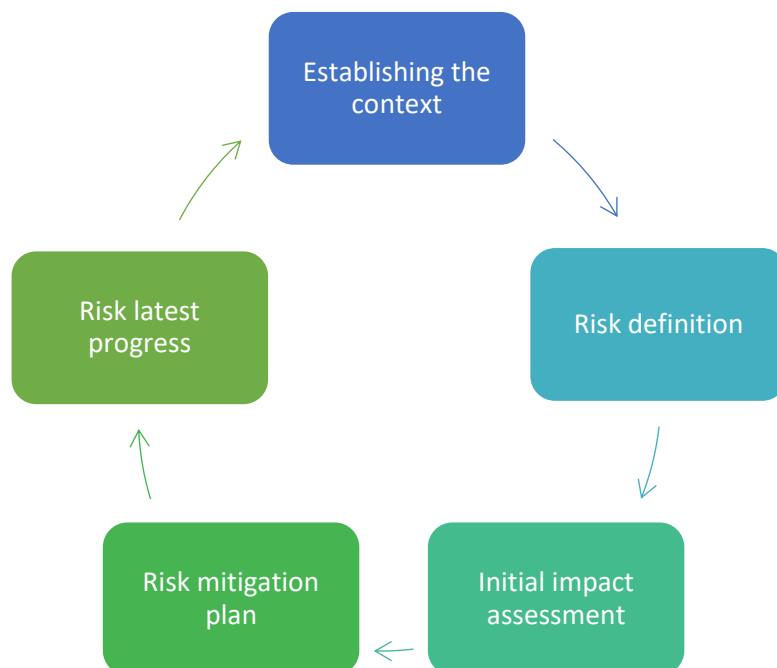 Establishing the
context
Risk definition
Initial impact
assessment
Risk mitigation
plan
Risk latest
progress